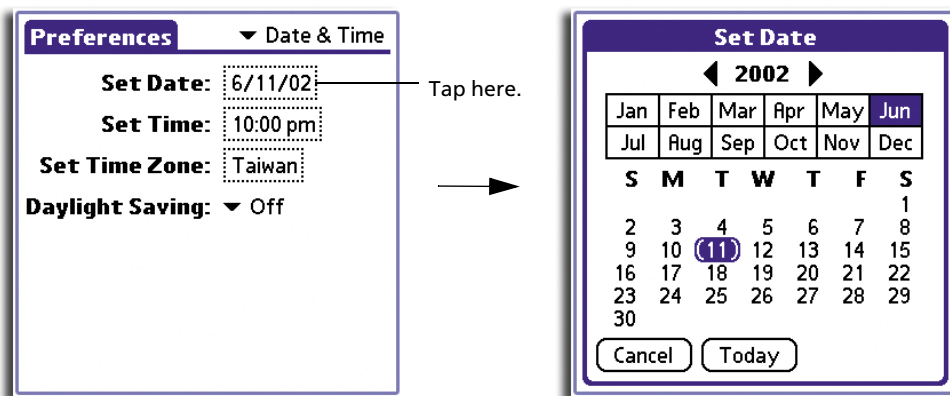 Preferences
Date & Time
Set Date: 6/11/02
Set Time: 10:00 pm
Set Time Zone: Taiwan
Daylight Saving: Off
Tap here.
Set Date
2002
Jan Feb Mar Apr May Jun
Jul Aug Sep Oct Nov Dec
S M T W T F S
1
2 3 4 5 6 7 8
9 10 (11) 12 13 14 15
16 17 18 19 20 21 22
23 24 25 26 27 28 29
30
Cancel Today